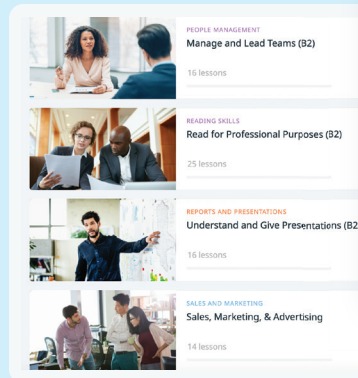 PEOPLE MANAGEMENT
Manage and Lead Teams (B2)
16 lessons
READING SKILLS
Read for Professional Purposes (B2)
25 lessons
REPORTS AND PRESENTATIONS
Understand and Give Presentations (B2
16 lessons
SALES AND MARKETING
Sales, Marketing, & Advertising
14 lessons